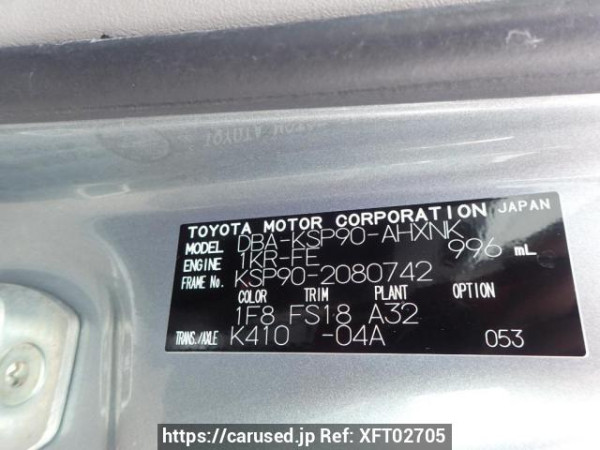 TOYOTA MOTOR CORPORATION JAPAN
MODEL DBA-KSP90-AHXNK
ENGINE 1KR-FE 996 mL
FRAME No. KSP90-2080742
COLOR TRIM PLANT OPTION
1F8 FS18 A32
TRANS./AXLE K410 -04A 053
https://carused.jp Ref: XFT02705